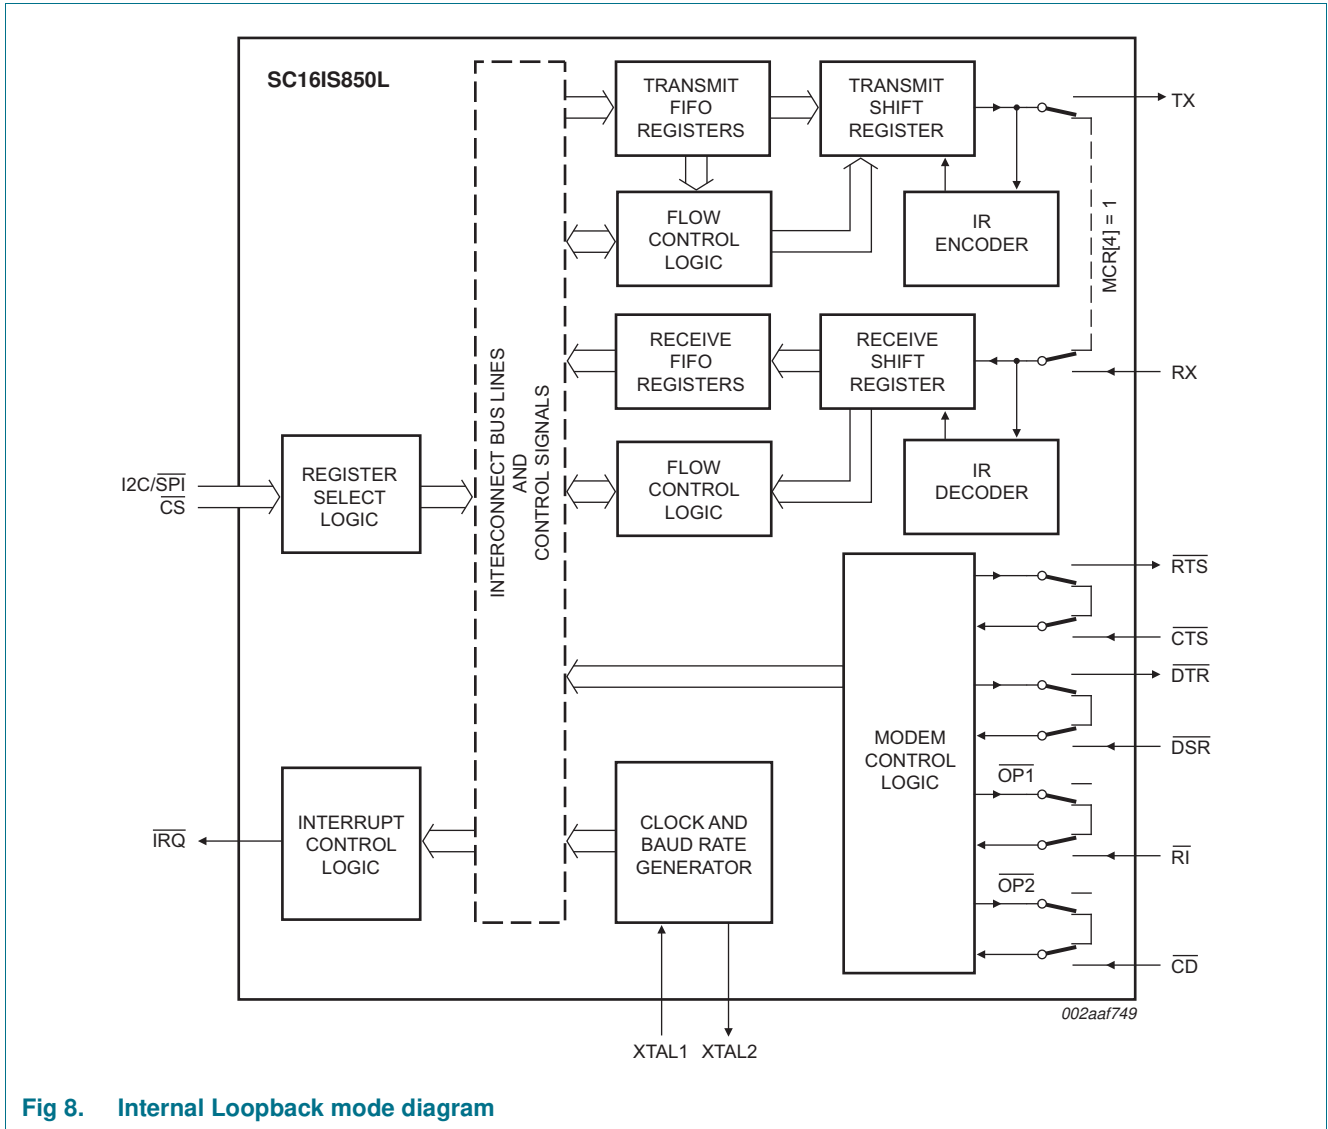 SC16IS850L
TRANSMIT
FIFO
REGISTERS
TRANSMIT
SHIFT
REGISTER
TX
FLOW
CONTROL
LOGIC
IR
ENCODER
MCR[4] = 1
RECEIVE
FIFO
REGISTERS
RECEIVE
SHIFT
REGISTER
RX
INTERCONNECT BUS LINES
AND
CONTROL SIGNALS
I2C/SPI
CS
REGISTER
SELECT
LOGIC
FLOW
CONTROL
LOGIC
IR
DECODER
RTS
CTS
DTR
DSR
MODEM
CONTROL
LOGIC
OP1
RI
OP2
CD
IRQ
INTERRUPT
CONTROL
LOGIC
CLOCK AND
BAUD RATE
GENERATOR
XTAL1 XTAL2
002aaf749
Fig 8. Internal Loopback mode diagram